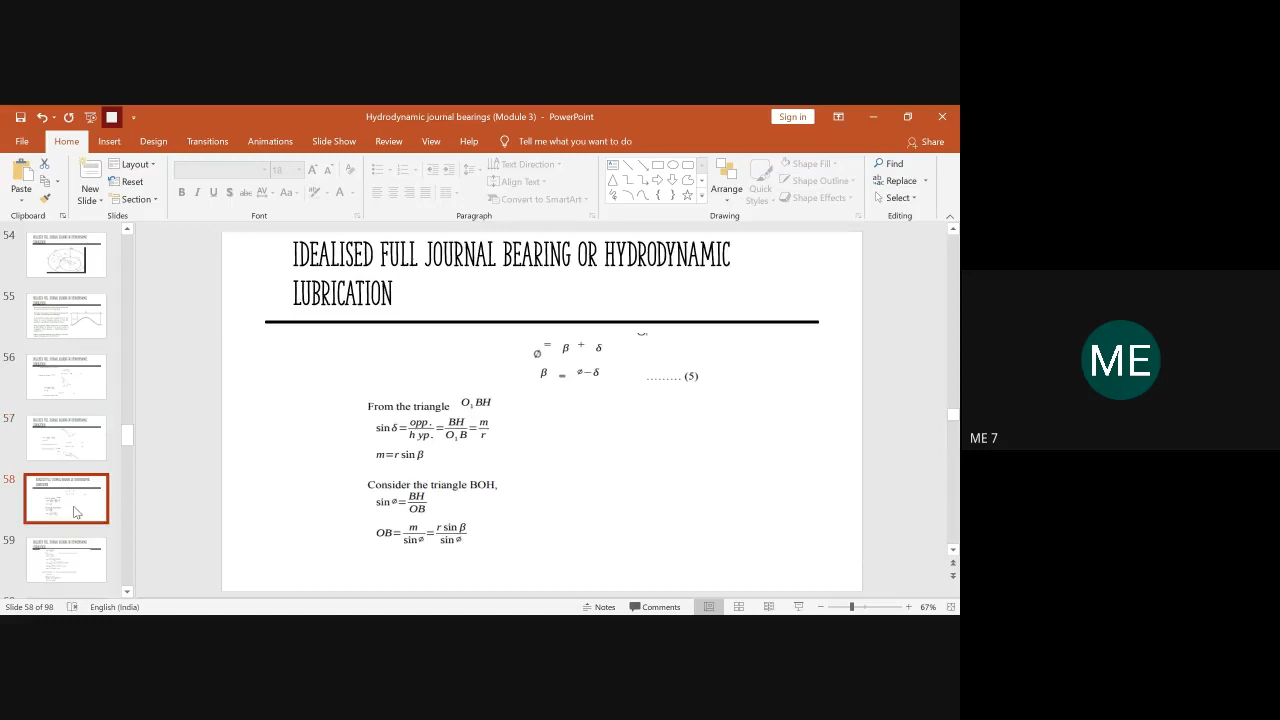 Hydrodynamic journal bearings (Module 3) - PowerPoint
Sign in
File Home Insert Design Transitions Animations Slide Show Review View Help Tell me what you want to do Share
Paste
Clipboard
New Slide
Layout
Reset
Section
Slides
18
B I U S abc AV Aa A
Font
Text Direction
Align Text
Convert to SmartArt
Paragraph
Arrange
Quick Styles
Shape Fill
Shape Outline
Shape Effects
Drawing
Find
Replace
Select
Editing
54
55
56
57
58
59
IDEALISED FULL JOURNAL BEARING OR HYDRODYNAMIC
LUBRICATION
∅ = β + δ
β = ∅−δ ......... (5)
From the triangle O₁BH
sin δ = opp. / hyp. = BH / O₁B = m / r
m = r sin β
Consider the triangle BOH,
sin ∅ = BH / OB
OB = m / sin ∅ = r sin β / sin ∅
ME
ME 7
Slide 58 of 98 English (India) Notes Comments 67%